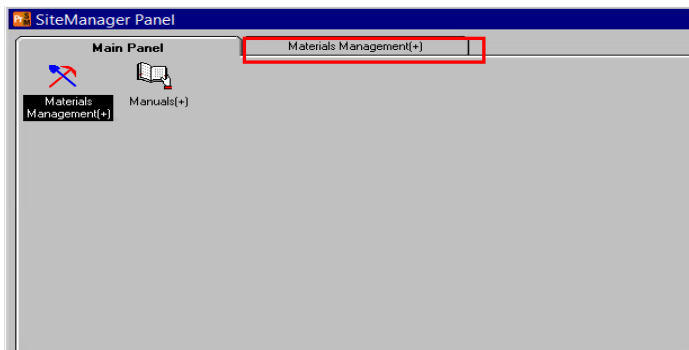 SiteManager Panel
Main Panel
Materials Management(+)
Materials
Management(+)
Manuals(+)